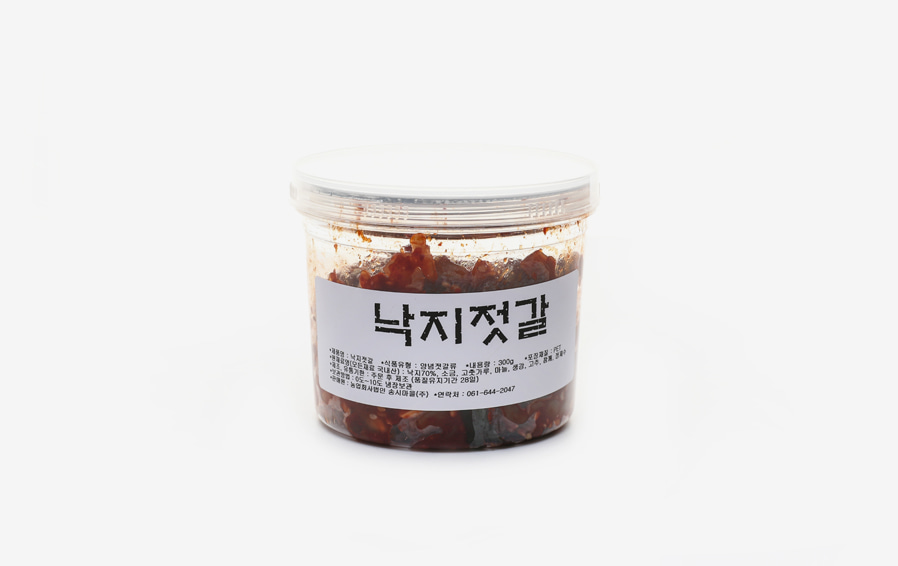 낙지젓갈
*제품명 : 낙지젓갈 *식품유형 : 양념젓갈류 *내용량 : 300g *포장재질 : PET
*원재료명(모든재료 국내산) : 낙지70%, 소금, 고춧가루, 마늘, 생강, 고추,
*제조, 유통기한 : 주문 후 제조 (품질유지기간 28일)
*보관방법 : 0도~10도 냉장보관
*판매원 : 농업회사법인 송시마을(주) *연락처 : 061-644-2047